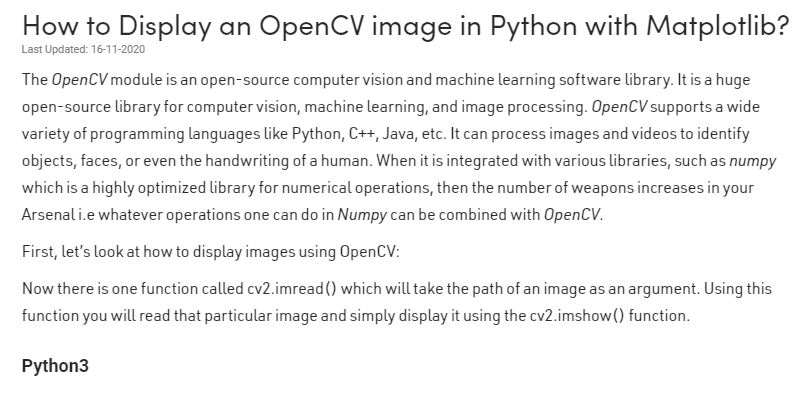 How to Display an OpenCV image in Python with Matplotlib?
Last Updated: 16-11-2020
The OpenCV module is an open-source computer vision and machine learning software library. It is a huge
open-source library for computer vision, machine learning, and image processing. OpenCV supports a wide
variety of programming languages like Python, C++, Java, etc. It can process images and videos to identify
objects, faces, or even the handwriting of a human. When it is integrated with various libraries, such as numpy
which is a highly optimized library for numerical operations, then the number of weapons increases in your
Arsenal i.e whatever operations one can do in Numpy can be combined with OpenCV.
First, let’s look at how to display images using OpenCV:
Now there is one function called cv2.imread() which will take the path of an image as an argument. Using this
function you will read that particular image and simply display it using the cv2.imshow() function.
Python3